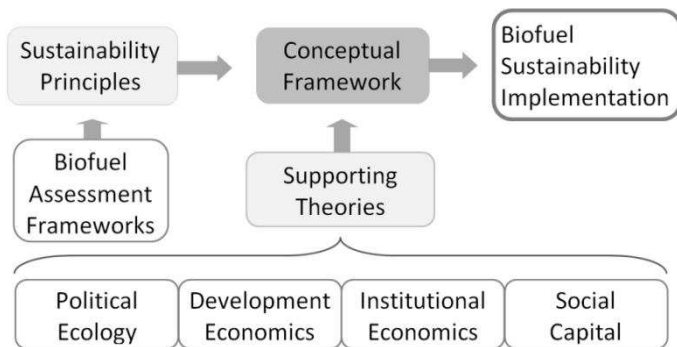 Sustainability
Principles
Conceptual
Framework
Biofuel
Sustainability
Implementation
Biofuel
Assessment
Frameworks
Supporting
Theories
Political
Ecology
Development
Economics
Institutional
Economics
Social
Capital